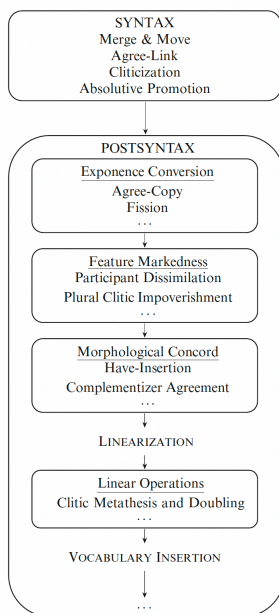 SYNTAX
Merge & Move
Agree-Link
Cliticization
Absolutive Promotion
POSTSYNTAX
Exponence Conversion
Agree-Copy
Fission
...
Feature Markedness
Participant Dissimilation
Plural Clitic Impoverishment
...
Morphological Concord
Have-Insertion
Complementizer Agreement
...
LINEARIZATION
Linear Operations
Clitic Metathesis and Doubling
...
VOCABULARY INSERTION
...